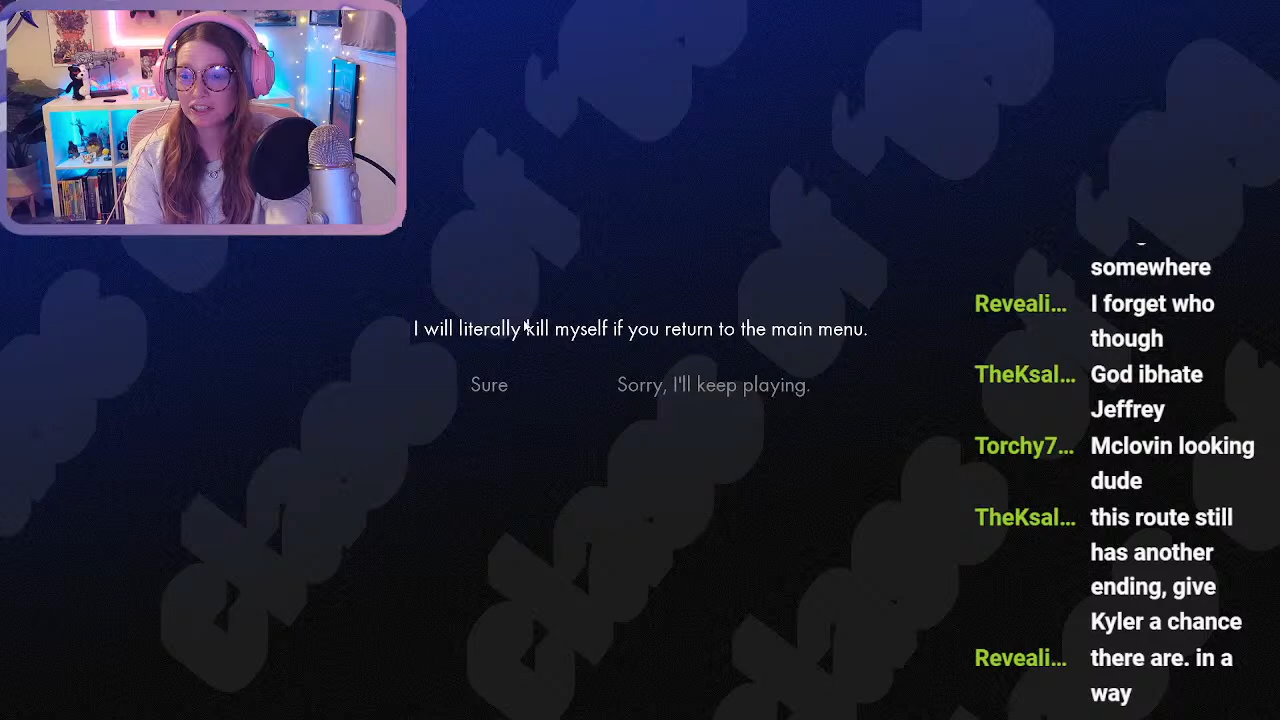 I will literally kill myself if you return to the main menu.
Sure
Sorry, I'll keep playing.
somewhere
Reveali... I forget who
though
TheKsal... God ibhate
Jeffrey
Torchy7... Mclovin looking
dude
TheKsal... this route still
has another
ending, give
Kyler a chance
Reveali... there are. in a
way